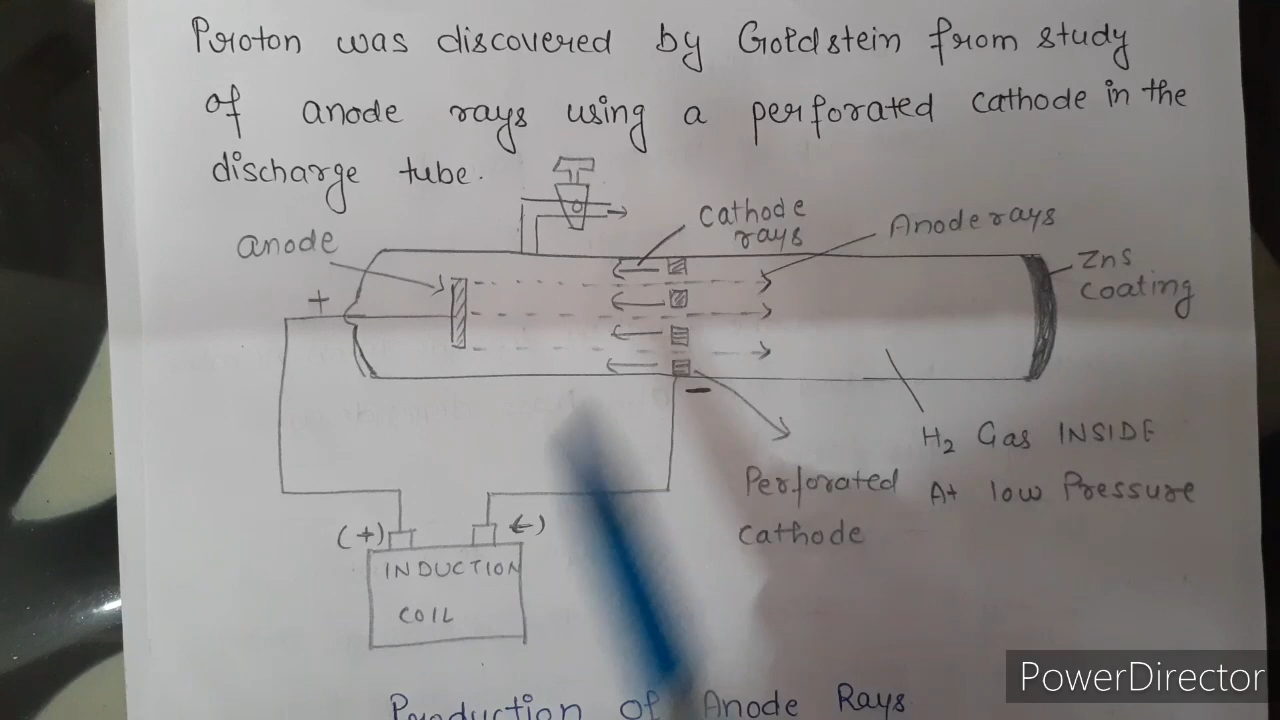 Proton was discovered by Goldstein from study
of anode rays using a perforated cathode in the
discharge tube.
cathode
rays
Anode rays
anode
ZnS
coating
+
-
H2 Gas INSIDE
At low Pressure
Perforated
cathode
(+)
(-)
INDUCTION
COIL
PowerDirector
Production of Anode Rays